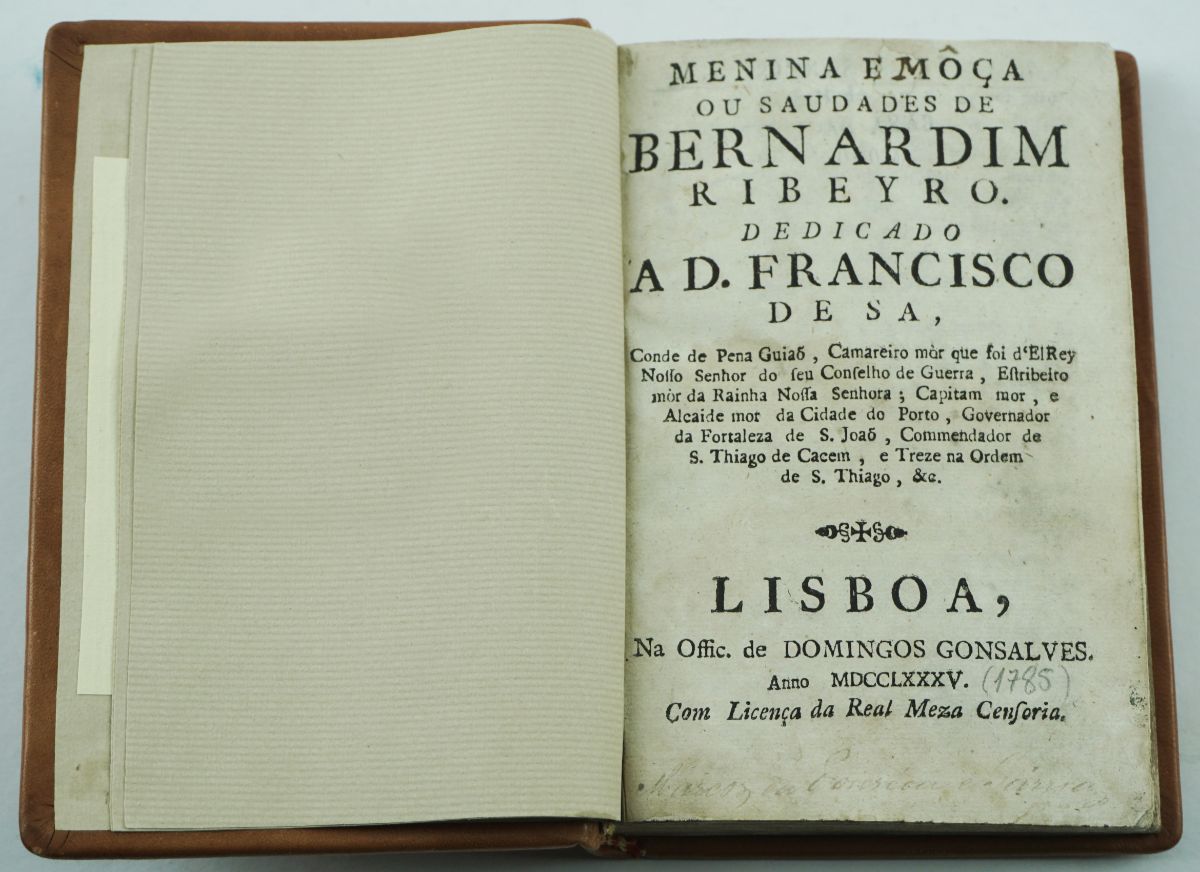 MENINA E MÔÇA
OU SAUDADES DE
BERNARDIM
RIBEYRO.
DEDICADO
A D. FRANCISCO
DE SA,
Conde de Pena Guiaõ, Camareiro mòr que foi d'ElRey
Noſſo Senhor do ſeu Conſelho de Guerra, Eſtribeiro
mòr da Rainha Noſſa Senhora; Capitam mor, e
Alcaide mor da Cidade do Porto, Governador
da Fortaleza de S. Joaõ, Commendador de
S. Thiago de Cacem, e Treze na Ordem
de S. Thiago, &c.
LISBOA,
Na Offic. de DOMINGOS GONSALVES.
Anno MDCCLXXXV. (1785)
Com Licença da Real Meza Cenſoria.